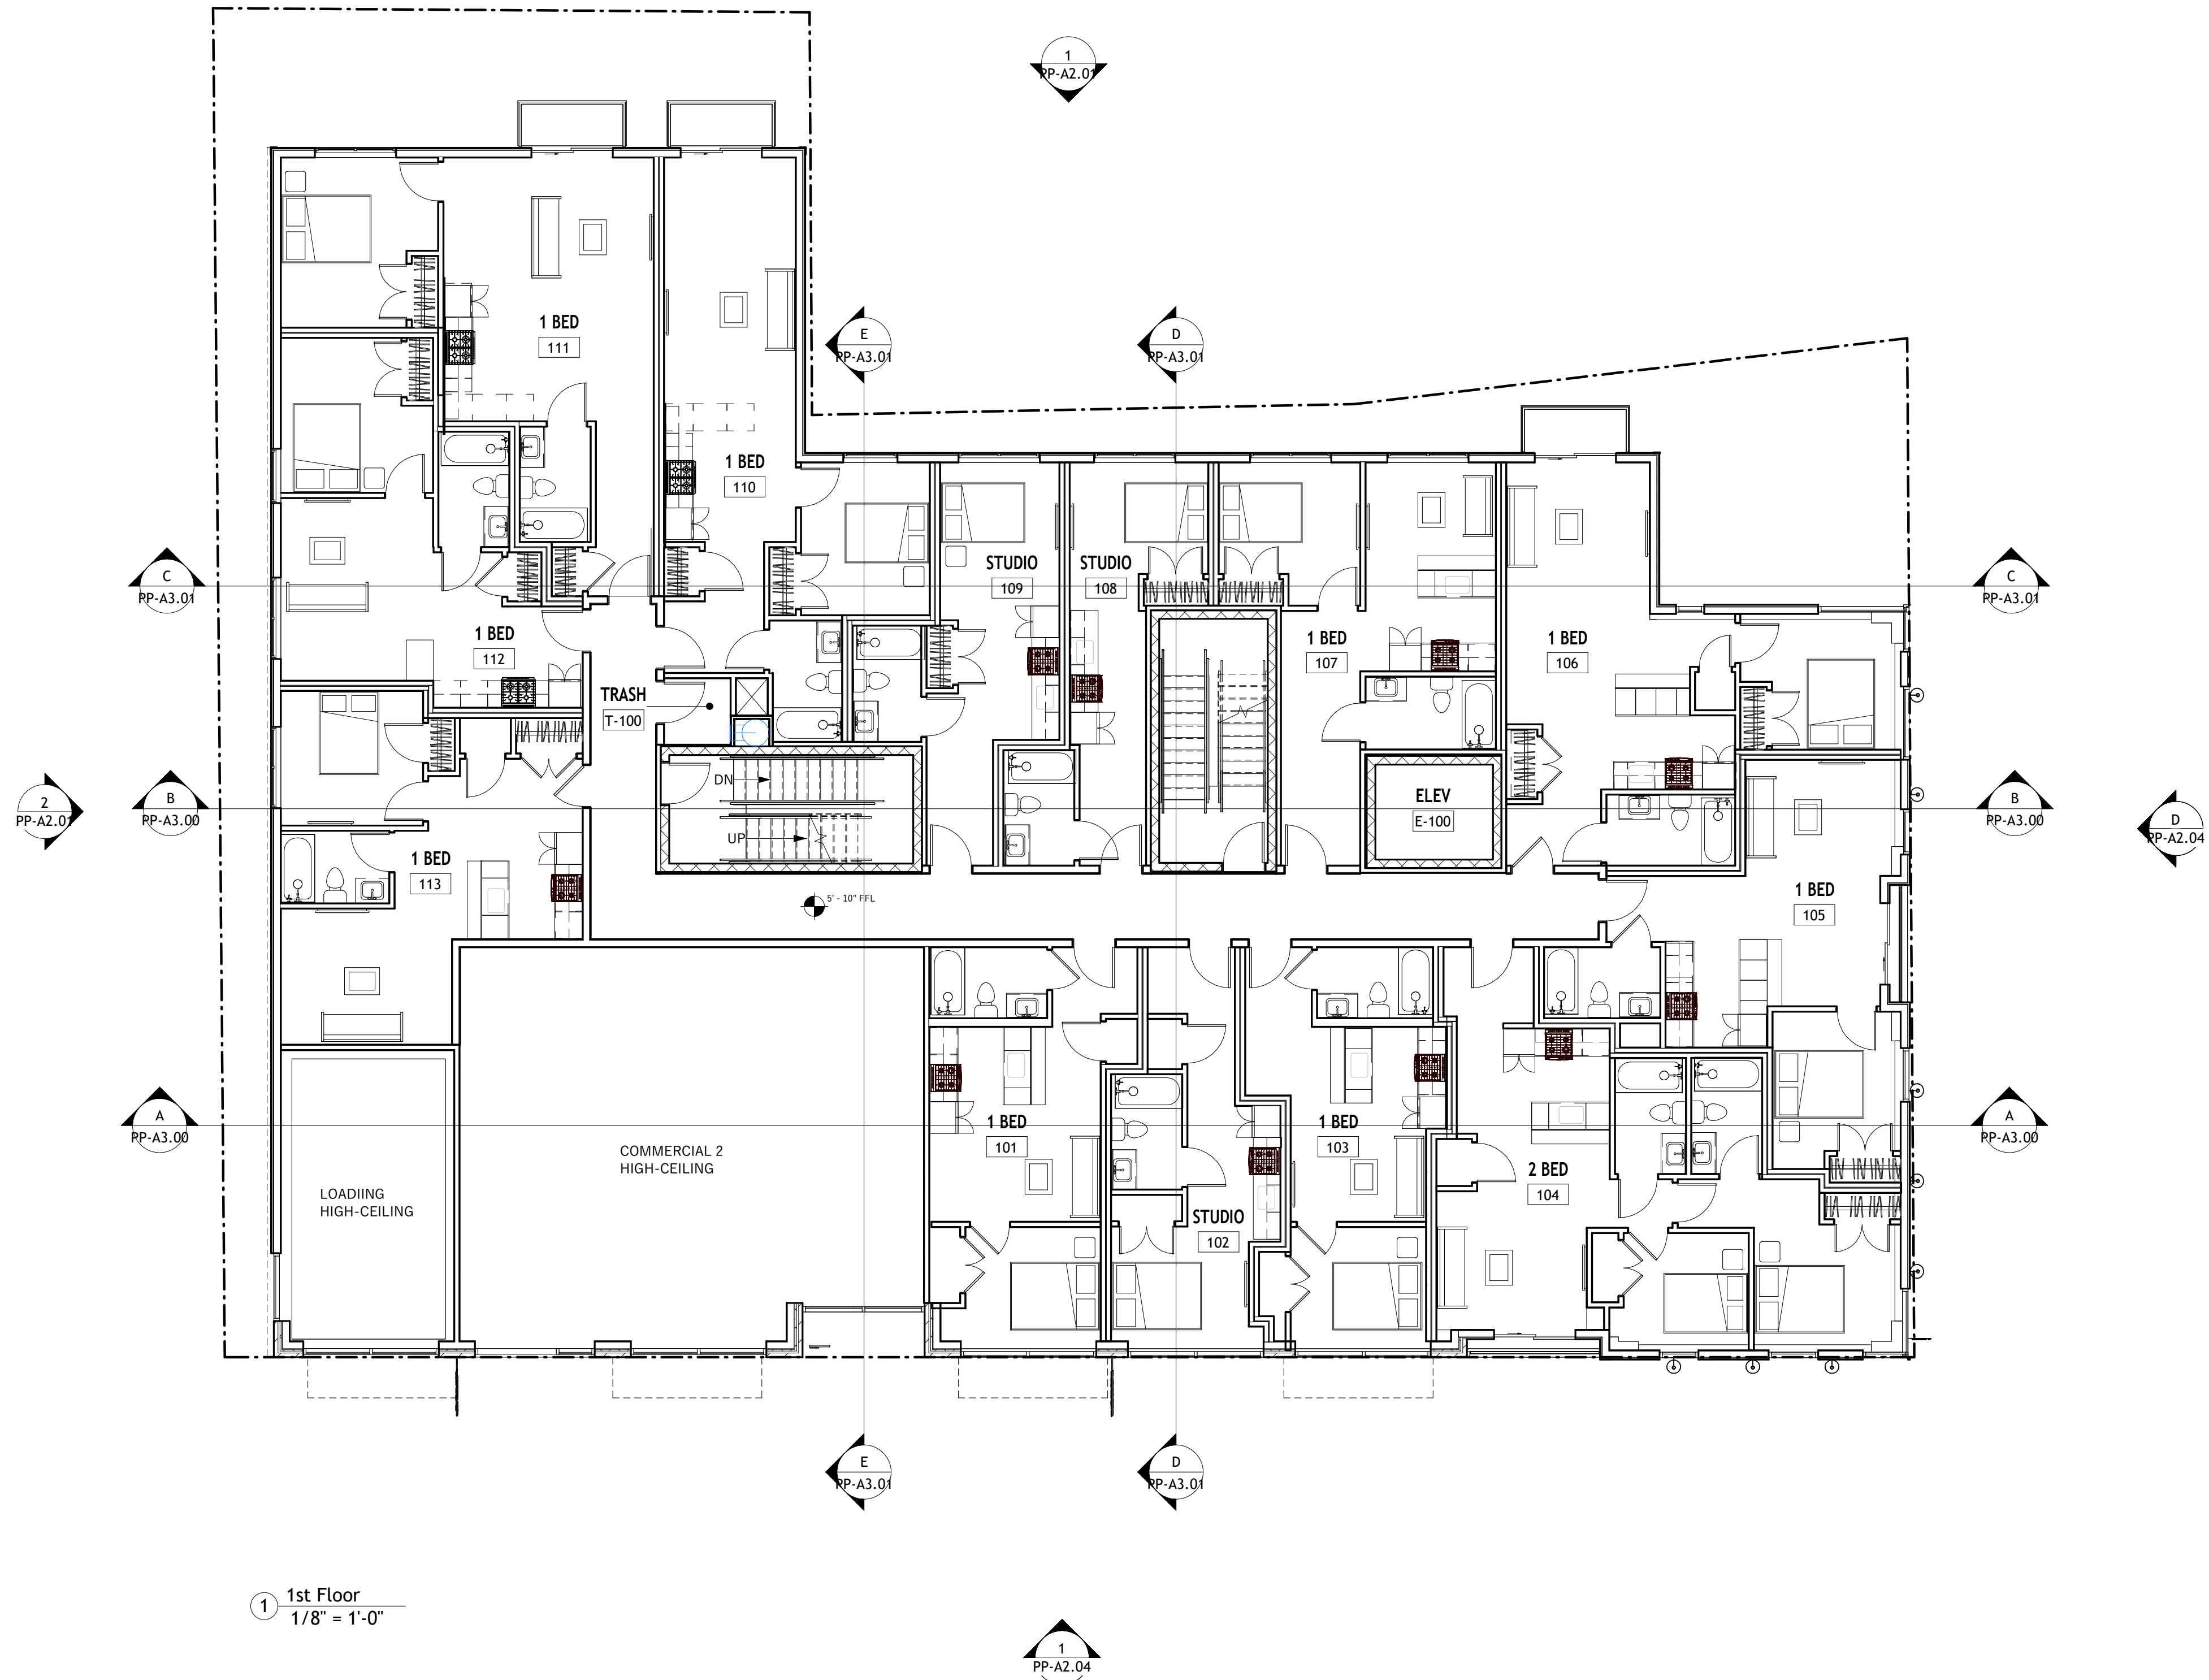 1
PP-A2.01
1 BED
111
E
PP-A3.01
D
PP-A3.01
1 BED
110
STUDIO
109
STUDIO
108
C
PP-A3.01
C
PP-A3.01
1 BED
112
1 BED
107
1 BED
106
TRASH
T-100
DN
UP
ELEV
E-100
2
PP-A2.01
B
PP-A3.00
B
PP-A3.00
D
PP-A2.04
1 BED
113
5' - 10" FFL
1 BED
105
A
PP-A3.00
A
PP-A3.00
COMMERCIAL 2
HIGH-CEILING
1 BED
101
1 BED
103
LOADIING
HIGH-CEILING
2 BED
104
STUDIO
102
E
PP-A3.01
D
PP-A3.01
1
1st Floor
1/8" = 1'-0"
1
PP-A2.04